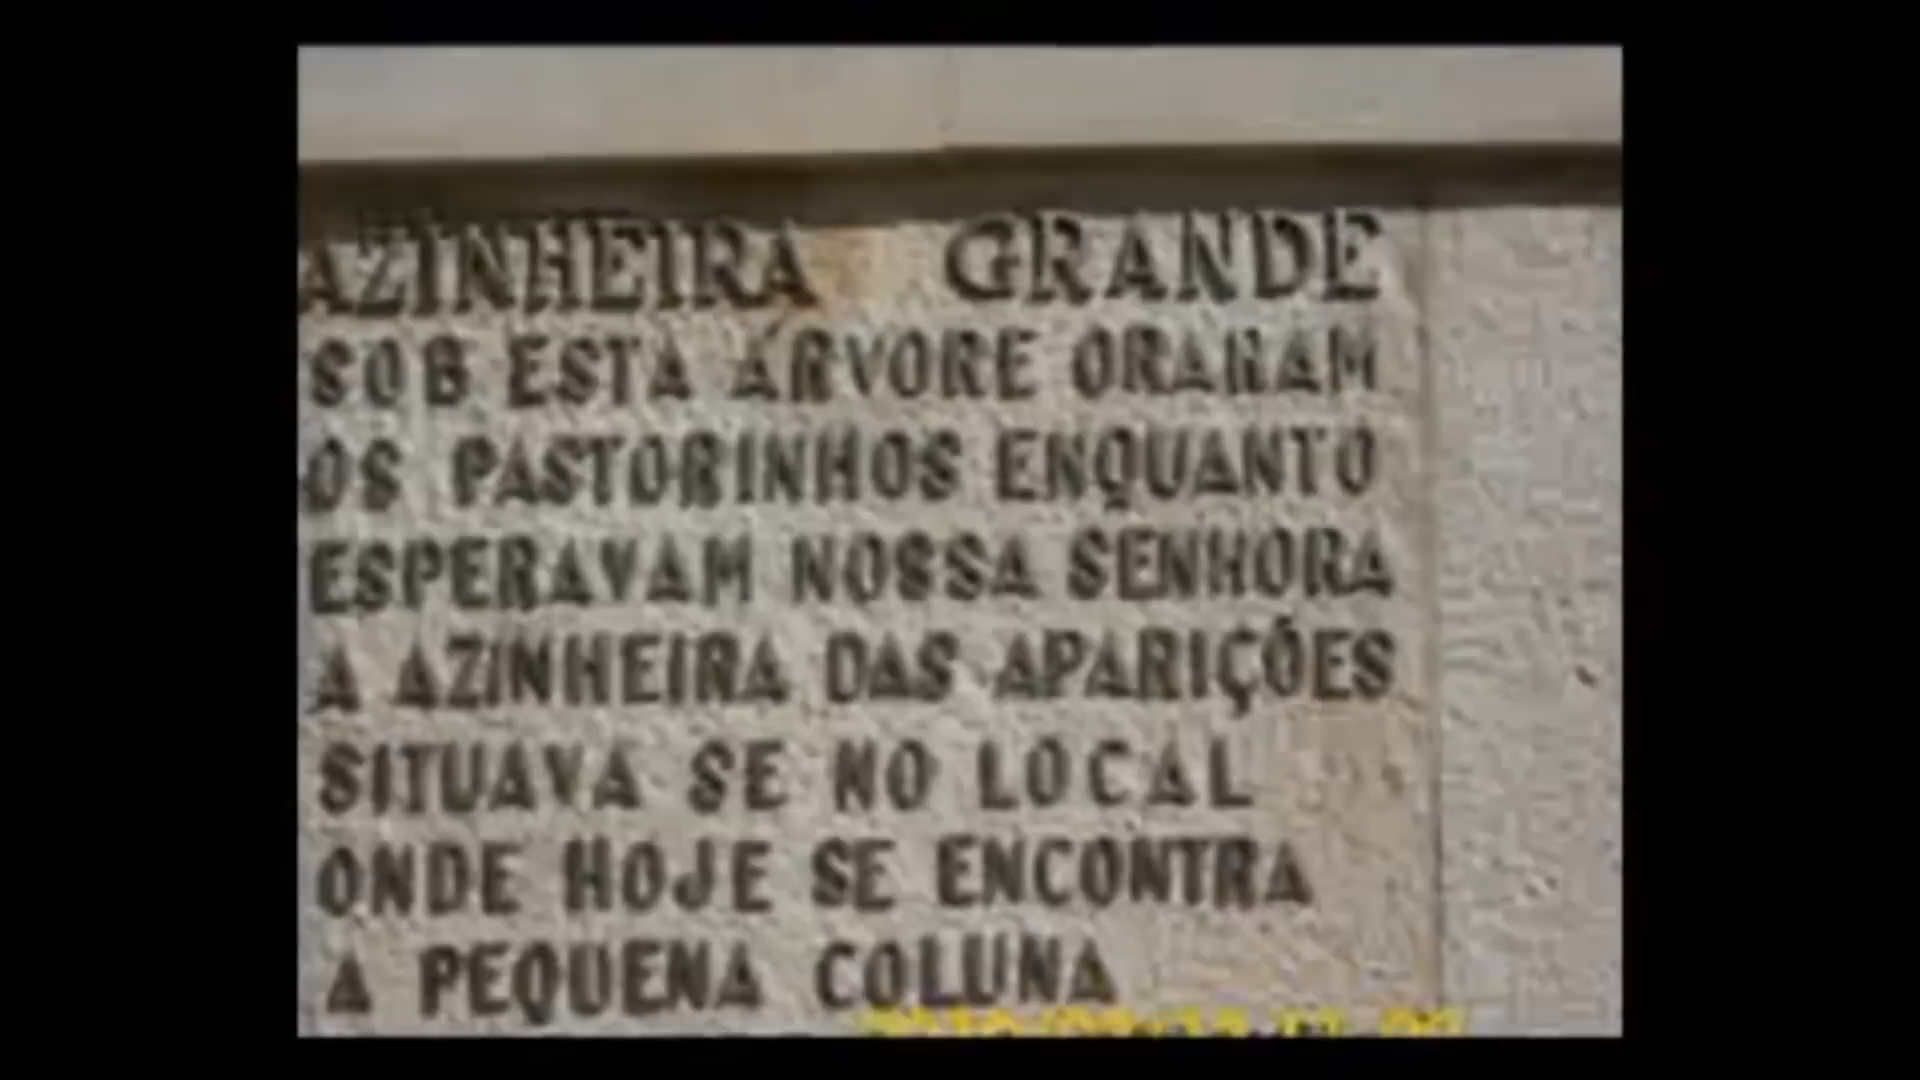 AZINHEIRA GRANDE
SOB ESTA ÁRVORE ORARAM
OS PASTORINHOS ENQUANTO
ESPERAVAM NOSSA SENHORA
A AZINHEIRA DAS APARIÇÕES
SITUAVA SE NO LOCAL
ONDE HOJE SE ENCONTRA
A PEQUENA COLUNA